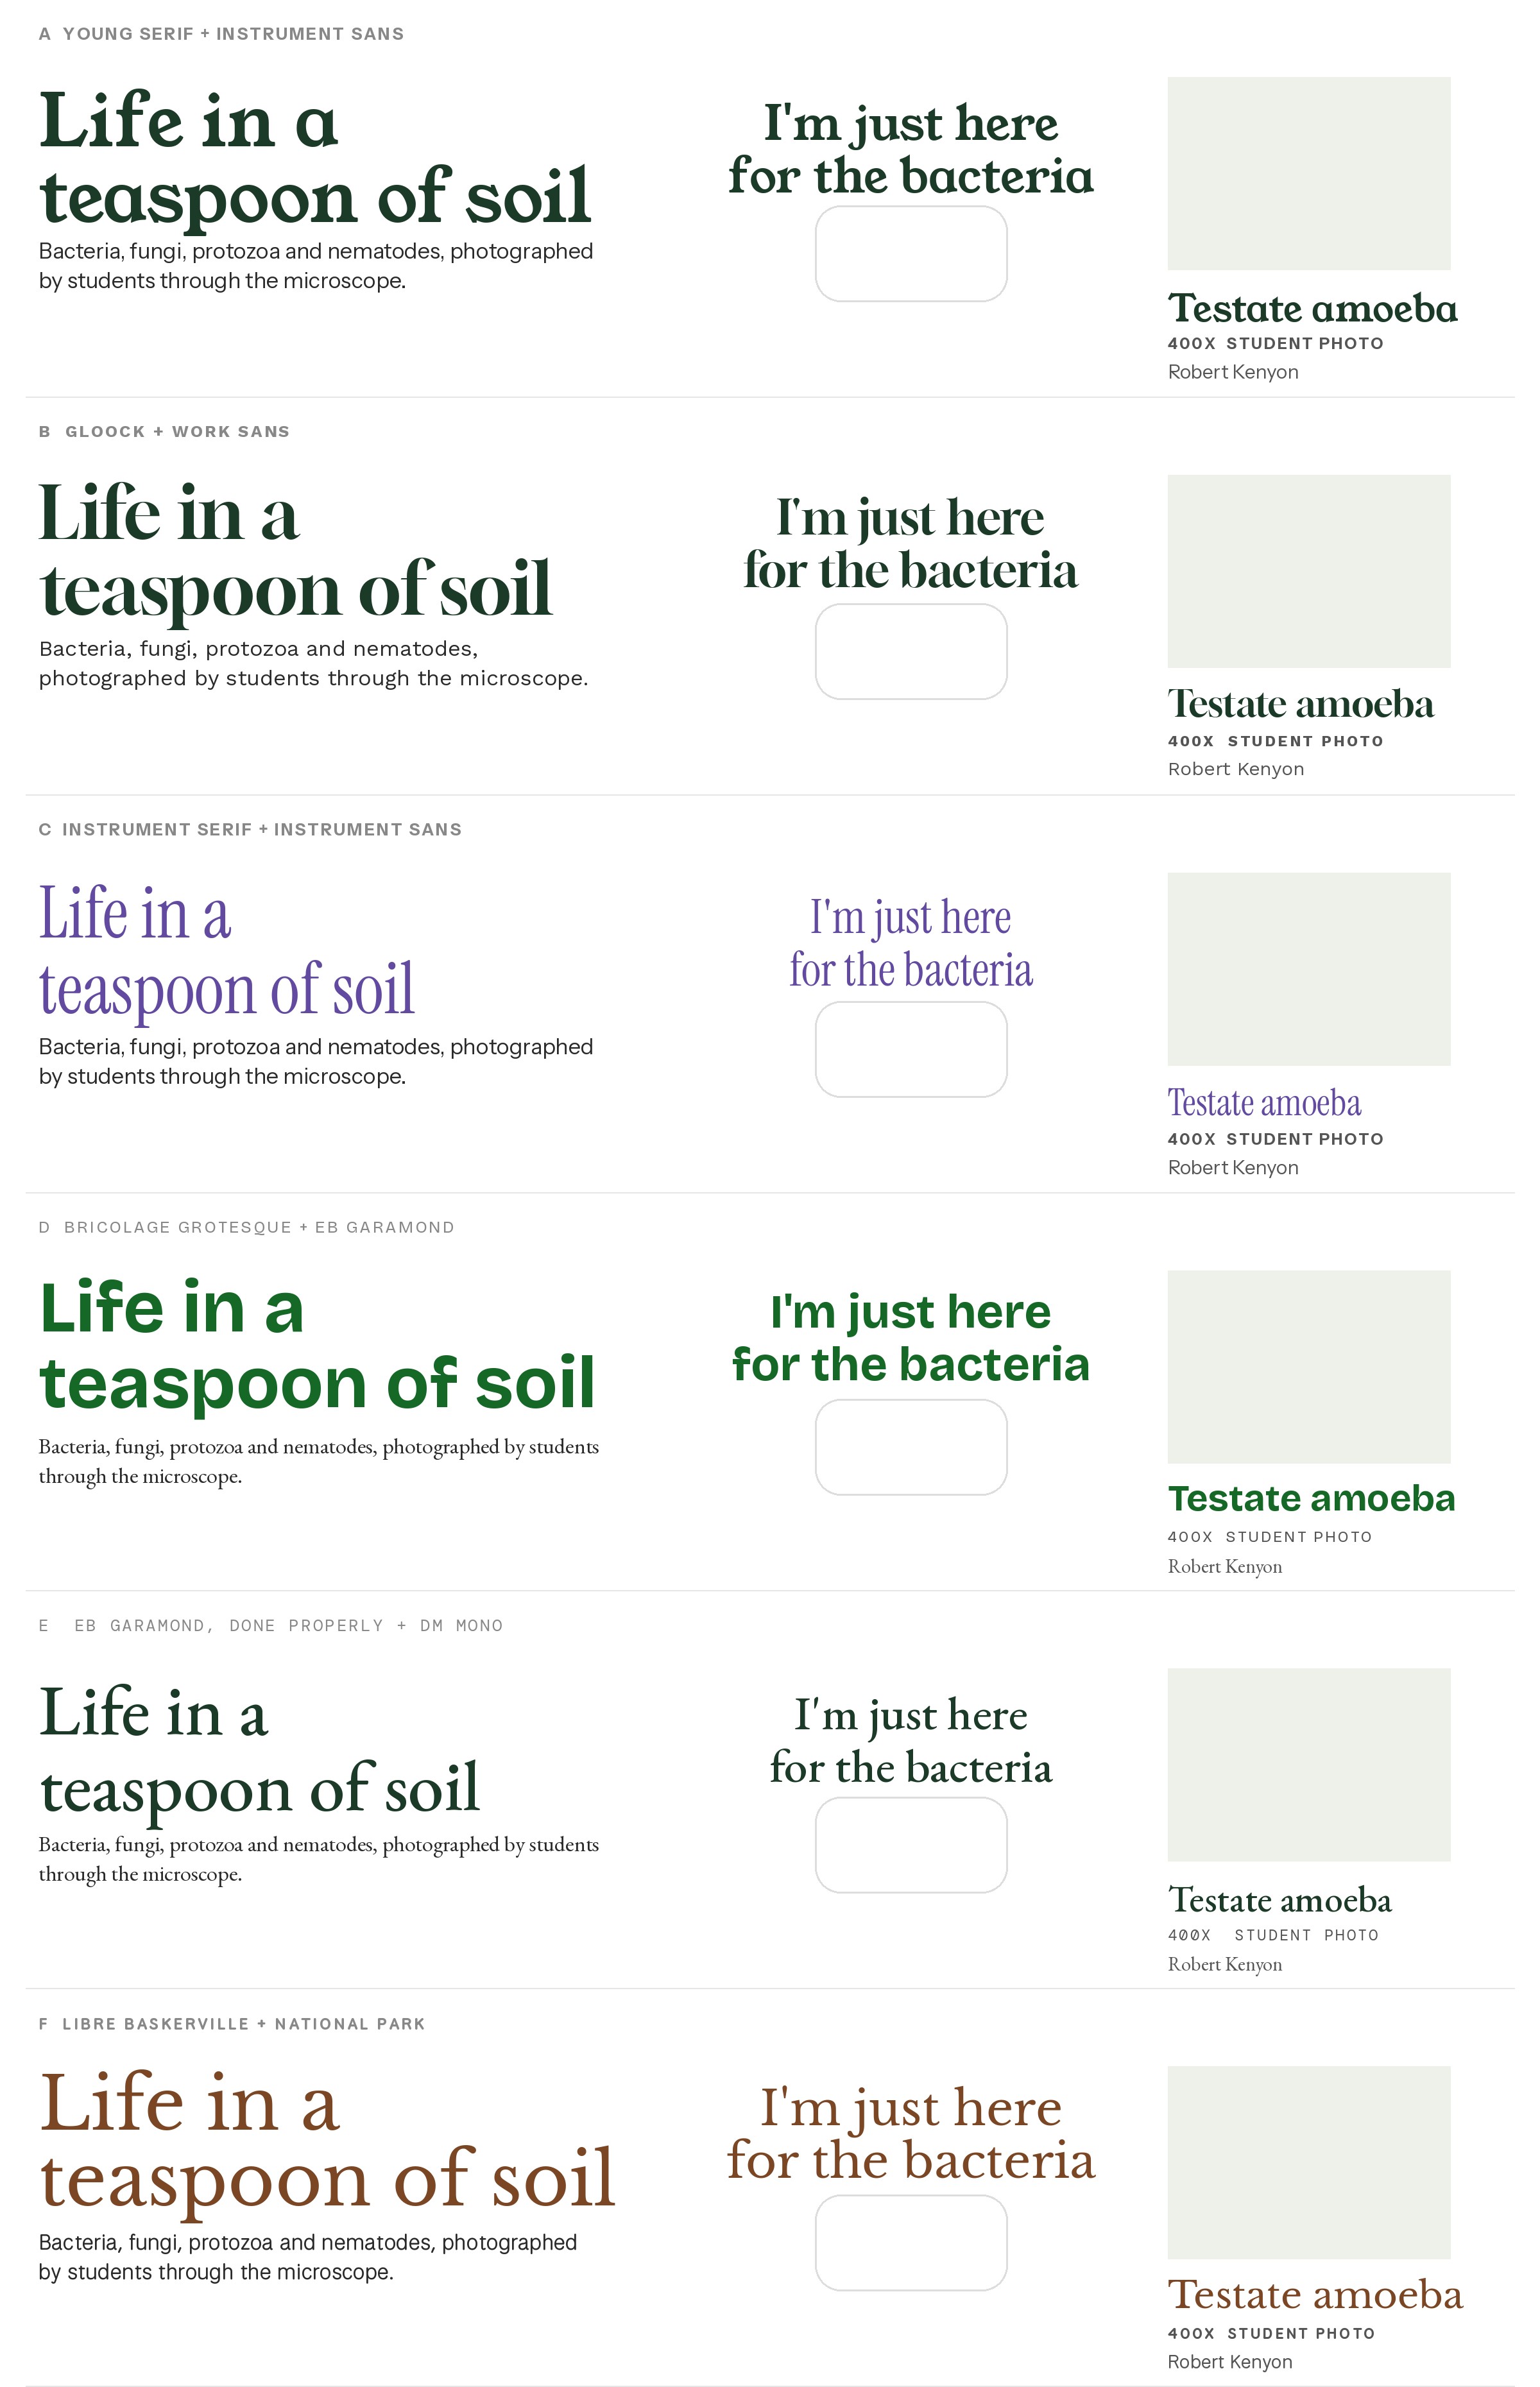 A YOUNG SERIF + INSTRUMENT SANS
Life in a
teaspoon of soil
Bacteria, fungi, protozoa and nematodes, photographed
by students through the microscope.
I'm just here
for the bacteria
Testate amoeba
400X STUDENT PHOTO
Robert Kenyon
B GLOOCK + WORK SANS
Life in a
teaspoon of soil
Bacteria, fungi, protozoa and nematodes,
photographed by students through the microscope.
I'm just here
for the bacteria
Testate amoeba
400X STUDENT PHOTO
Robert Kenyon
C INSTRUMENT SERIF + INSTRUMENT SANS
Life in a
teaspoon of soil
Bacteria, fungi, protozoa and nematodes, photographed
by students through the microscope.
I'm just here
for the bacteria
Testate amoeba
400X STUDENT PHOTO
Robert Kenyon
D BRICOLAGE GROTESQUE + EB GARAMOND
Life in a
teaspoon of soil
Bacteria, fungi, protozoa and nematodes, photographed by students
through the microscope.
I'm just here
for the bacteria
Testate amoeba
400X STUDENT PHOTO
Robert Kenyon
E EB GARAMOND, DONE PROPERLY + DM MONO
Life in a
teaspoon of soil
Bacteria, fungi, protozoa and nematodes, photographed by students
through the microscope.
I'm just here
for the bacteria
Testate amoeba
400X STUDENT PHOTO
Robert Kenyon
F LIBRE BASKERVILLE + NATIONAL PARK
Life in a
teaspoon of soil
Bacteria, fungi, protozoa and nematodes, photographed
by students through the microscope.
I'm just here
for the bacteria
Testate amoeba
400X STUDENT PHOTO
Robert Kenyon